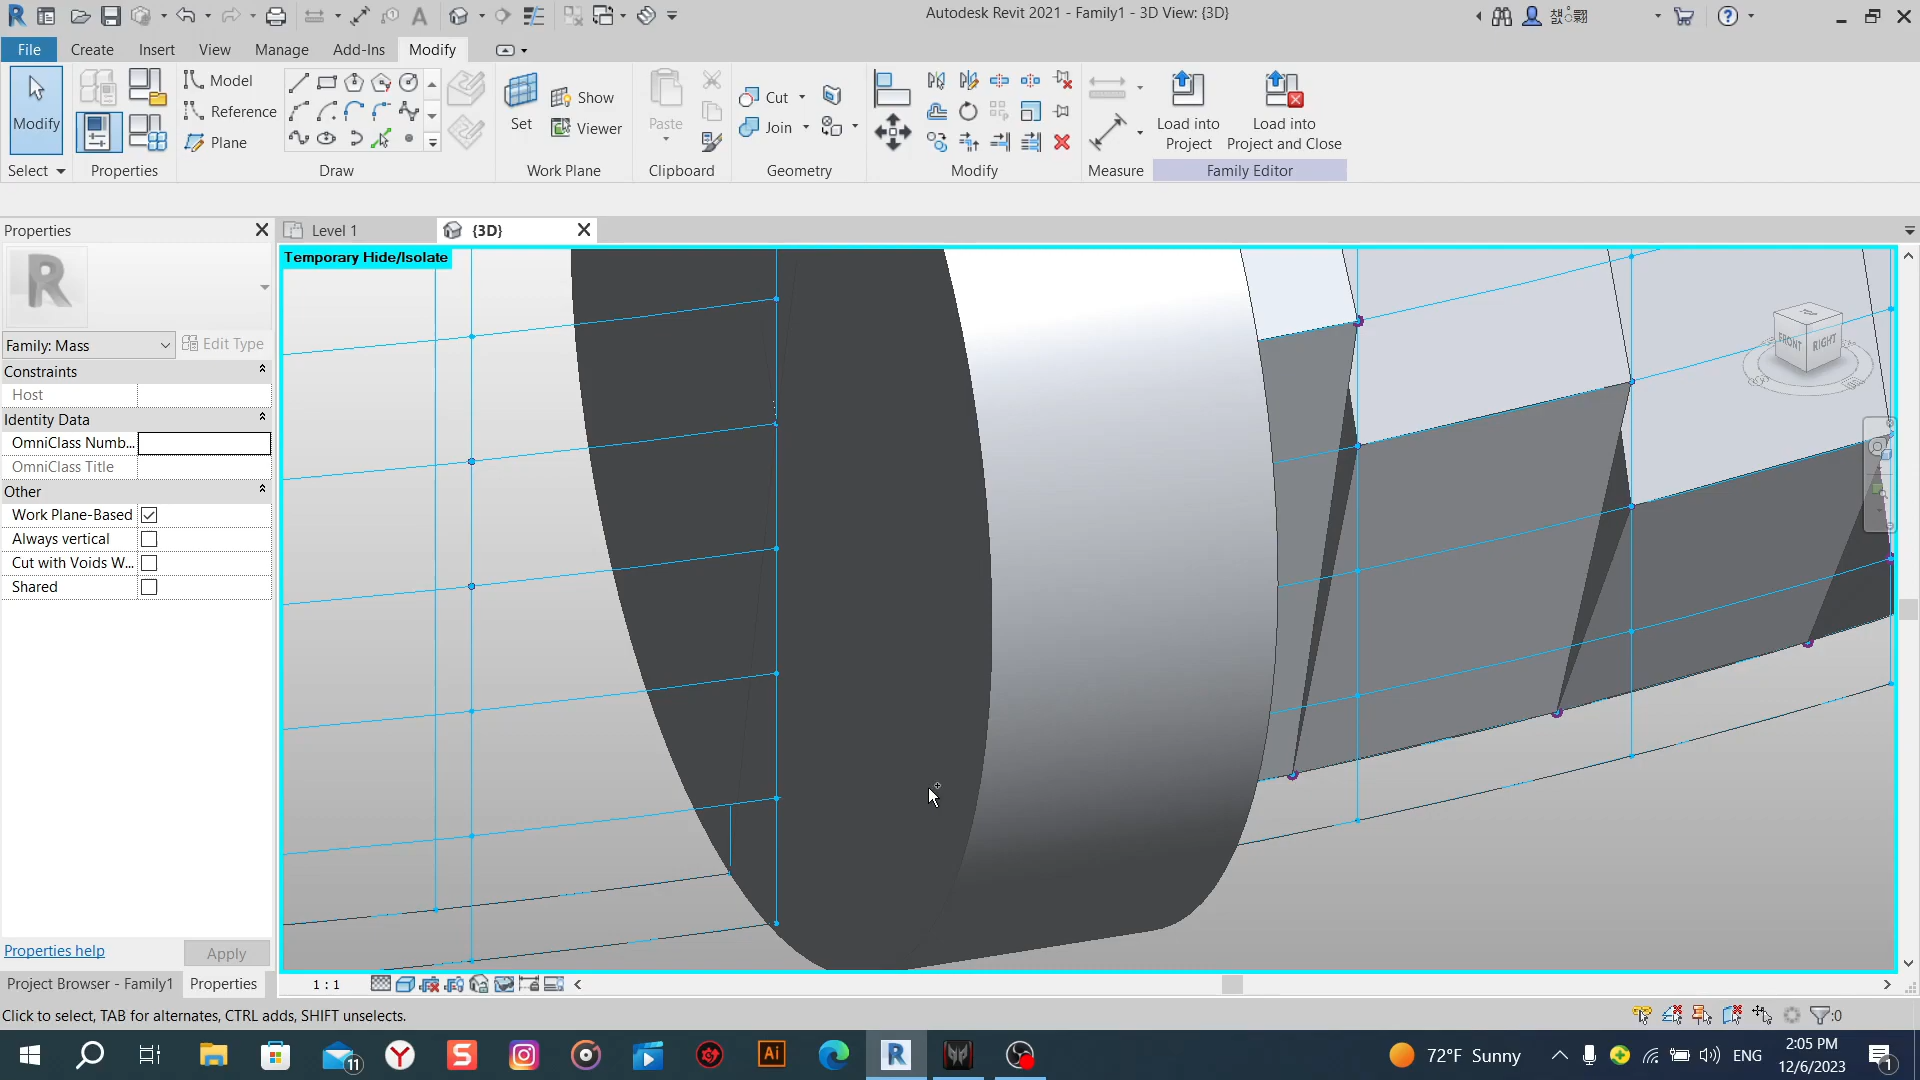 Autodesk Revit 2021 - Family1 - 3D View: {3D}
File Create Insert View Manage Add-Ins Modify
Modify
Select
Properties
Model
Reference
Plane
Draw
Set
Show
Viewer
Work Plane
Paste
Clipboard
Cut
Join
Geometry
Modify
Measure
Load into
Project
Load into
Project and Close
Family Editor
Properties
Level 1
{3D}
Temporary Hide/Isolate
R
Family: Mass
Edit Type
Constraints
Host
Identity Data
OmniClass Numb...
OmniClass Title
Other
Work Plane-Based
Always vertical
Cut with Voids W...
Shared
FRONT
RIGHT
Properties help
Apply
Project Browser - Family1
Properties
1 : 1
Click to select, TAB for alternates, CTRL adds, SHIFT unselects.
:0
11
Ai
R
72°F Sunny
ENG
2:05 PM
12/6/2023
1